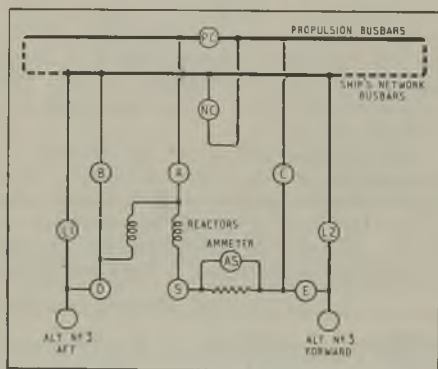 PROPULSION BUSBARS
PC
SHIP'S NETWORK
BUSBARS
NC
B
A
C
L1
L2
REACTORS
AMMETER
AS
D
S
E
ALT. Nº 3
AFT
ALT. Nº 3
FORWARD